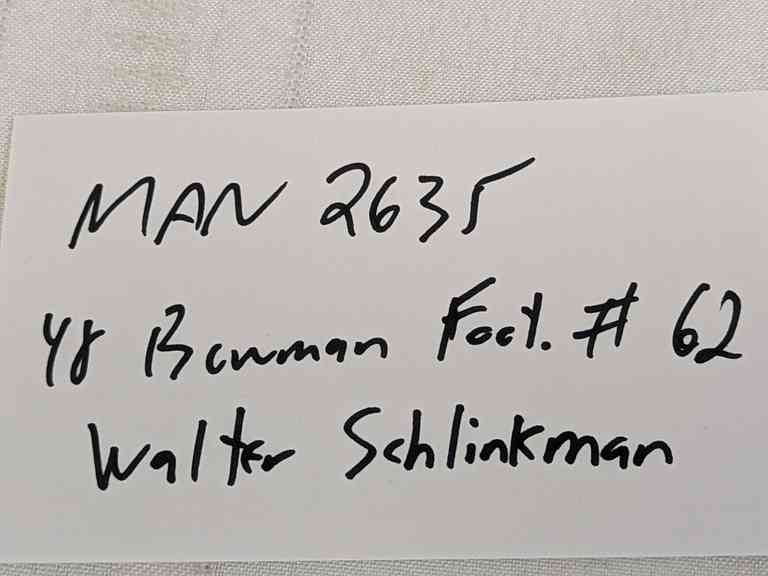 MAN 2635
48 Bowman Foot. # 62
Walter Schlinkman